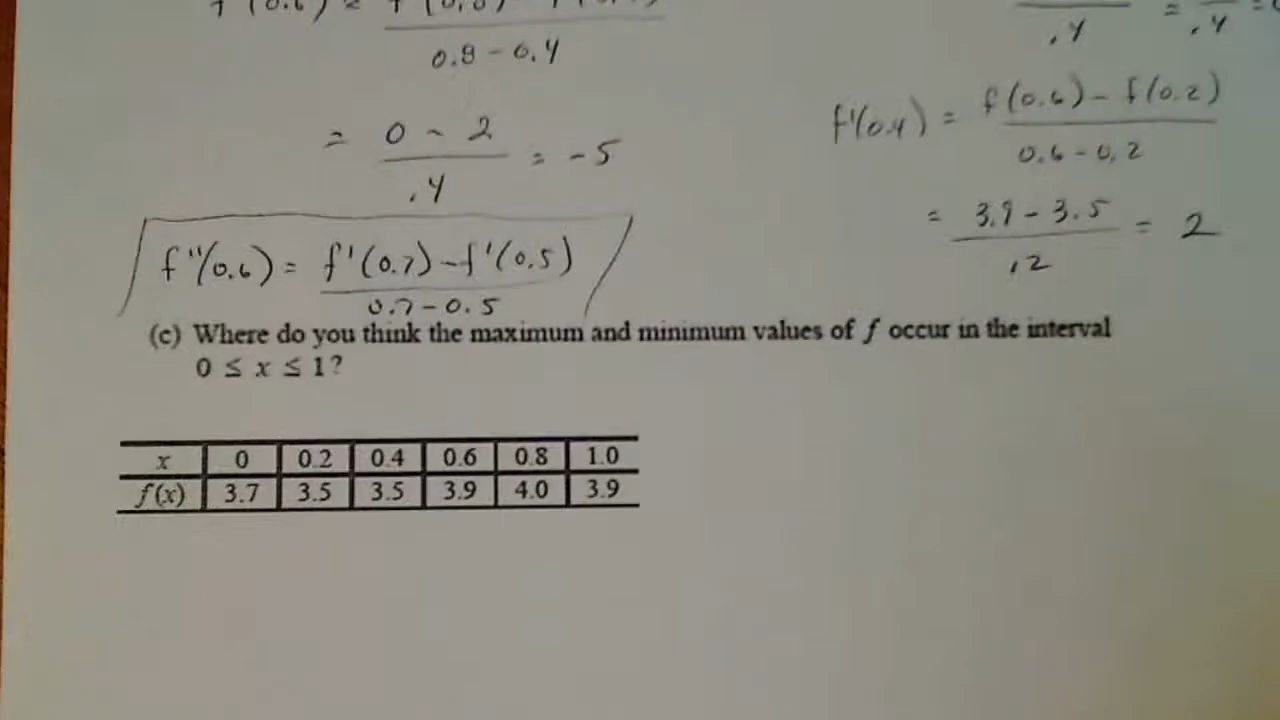 0.8 - 0.4
= 0 - 2 / .4 = -5
f''(0.6) = f'(0.7) - f'(0.5) / 0.7 - 0.5
.4 = .4 =
f'(0.4) = f(0.6) - f(0.2) / 0.6 - 0.2
= 3.9 - 3.5 / .2 = 2
(c) Where do you think the maximum and minimum values of f occur in the interval
0 ≤ x ≤ 1?
x 0 0.2 0.4 0.6 0.8 1.0
f(x) 3.7 3.5 3.5 3.9 4.0 3.9